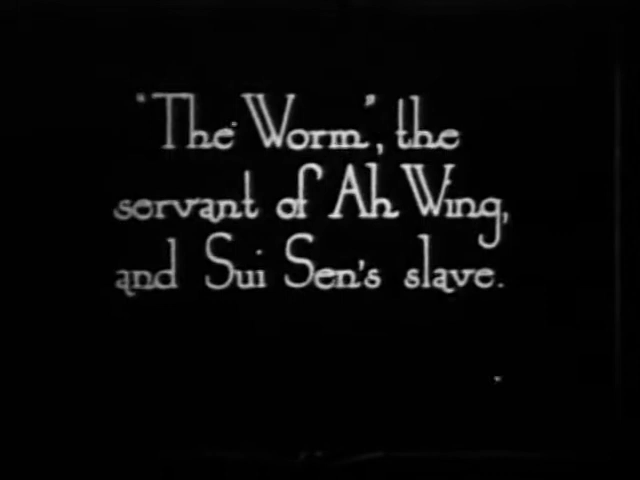 "The Worm", the
servant of Ah Wing,
and Sui Sen's slave.